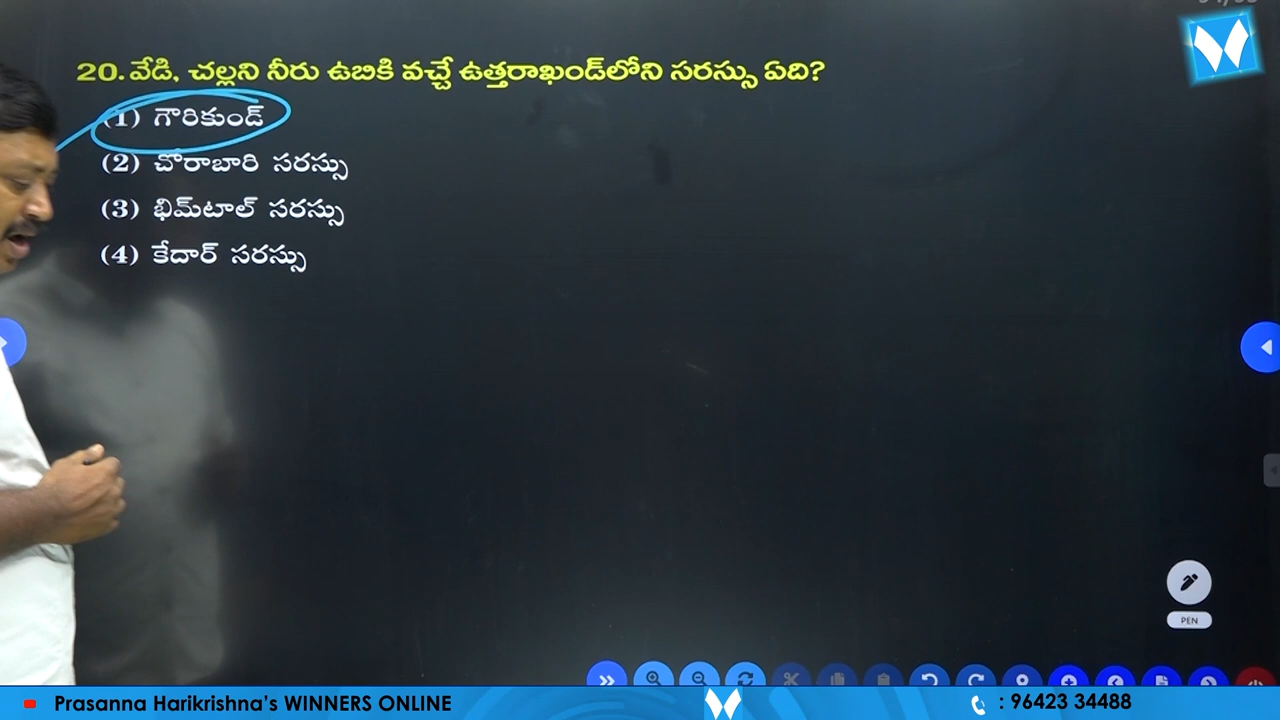 20. వేడి, చల్లని నీరు ఉబికి వచ్చే ఉత్తరాఖండ్‌లోని సరస్సు ఏది?
(1) గౌరికుండ్
(2) చోరాబారి సరస్సు
(3) భిమ్‌టాల్ సరస్సు
(4) కేదార్ సరస్సు
PEN
Prasanna Harikrishna's WINNERS ONLINE
: 96423 34488